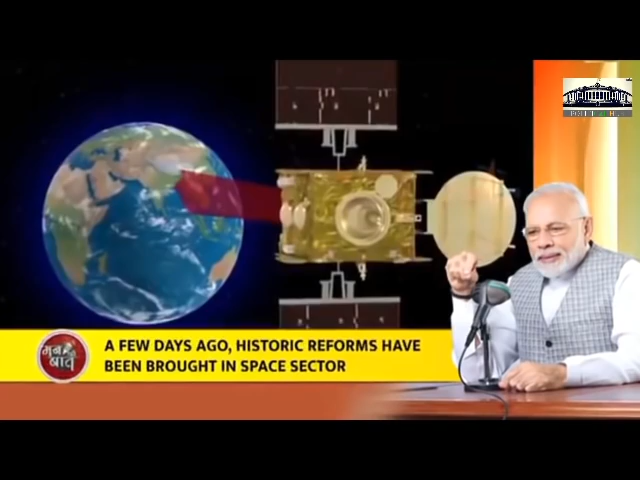 मन
की
बात
A FEW DAYS AGO, HISTORIC REFORMS HAVE
BEEN BROUGHT IN SPACE SECTOR